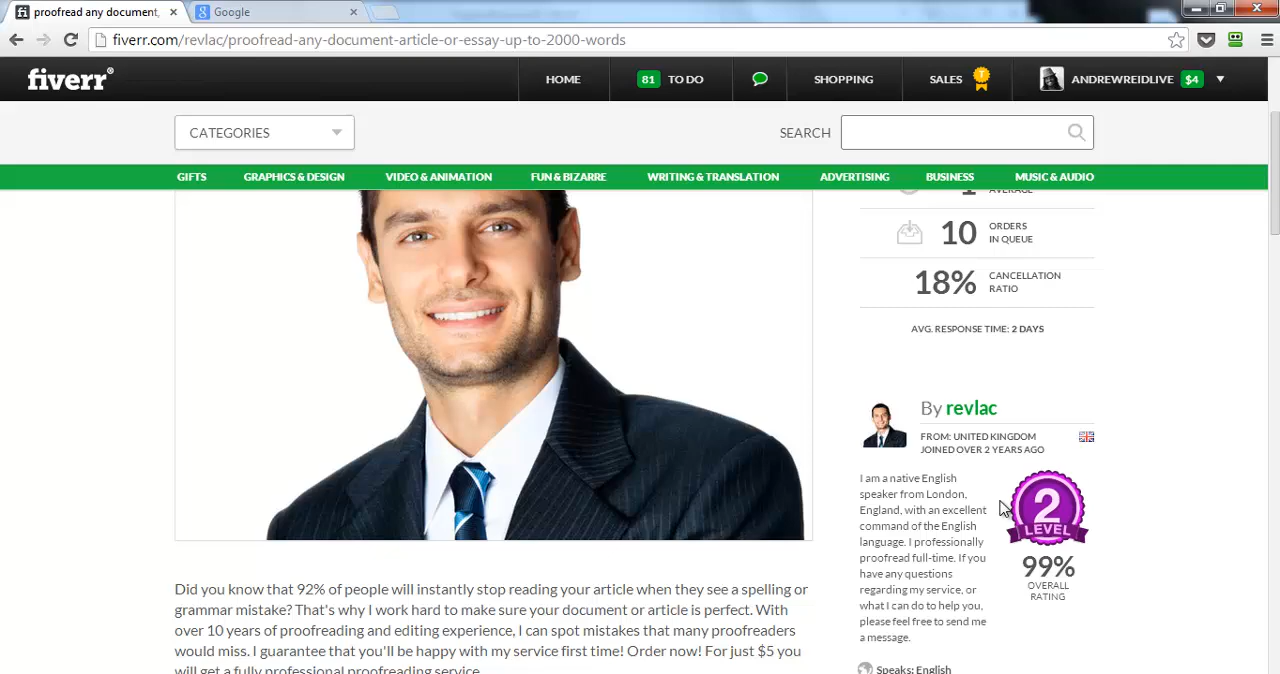 proofread any document,
Google
fiverr.com/revlac/proofread-any-document-article-or-essay-up-to-2000-words
fiverr®
HOME
81 TO DO
SHOPPING
SALES
ANDREWREIDLIVE $4
CATEGORIES
SEARCH
GIFTS
GRAPHICS & DESIGN
VIDEO & ANIMATION
FUN & BIZARRE
WRITING & TRANSLATION
ADVERTISING
BUSINESS
MUSIC & AUDIO
AVERAGE
10 ORDERS
IN QUEUE
18% CANCELLATION
RATIO
AVG. RESPONSE TIME: 2 DAYS
By revlac
FROM: UNITED KINGDOM
JOINED OVER 2 YEARS AGO
I am a native English
speaker from London,
England, with an excellent
command of the English
language. I professionally
proofread full-time. If you
have any questions
regarding my service, or
what I can do to help you,
please feel free to send me
a message.
2
LEVEL
99%
OVERALL
RATING
Speaks: English
Did you know that 92% of people will instantly stop reading your article when they see a spelling or
grammar mistake? That's why I work hard to make sure your document or article is perfect. With
over 10 years of proofreading and editing experience, I can spot mistakes that many proofreaders
would miss. I guarantee that you'll be happy with my service first time! Order now! For just $5 you
will get a fully professional proofreading service.